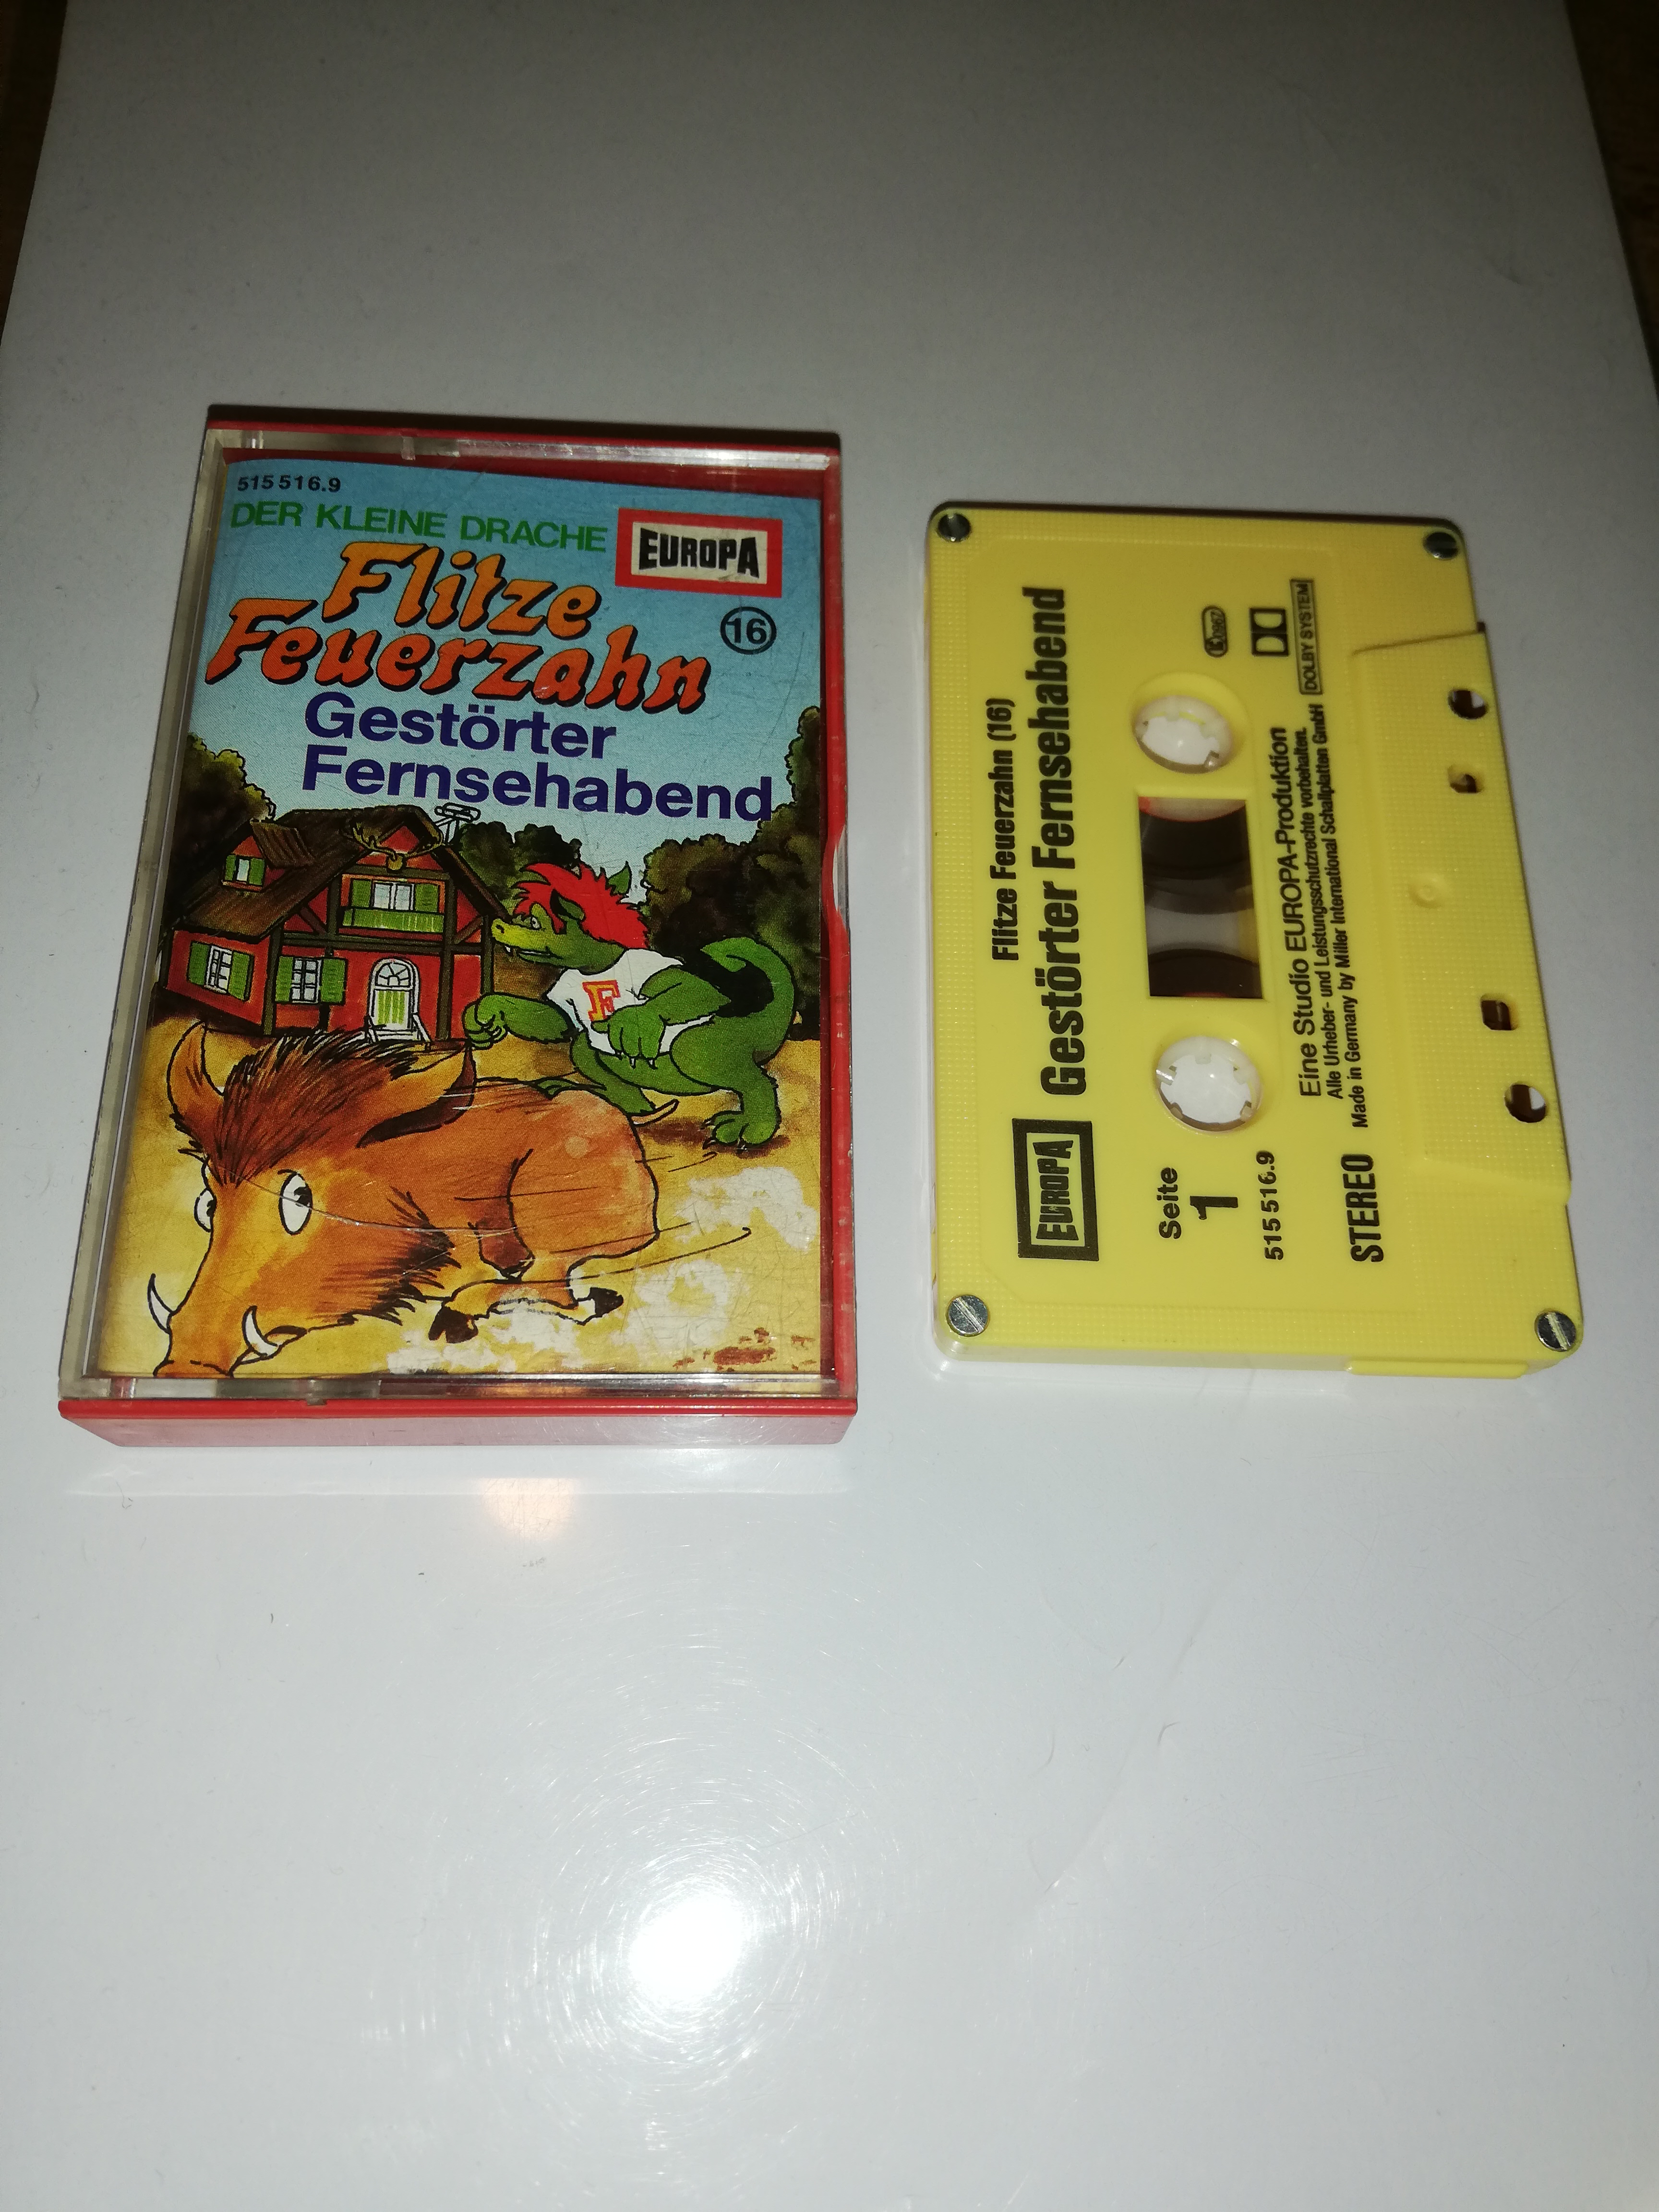 515 516.9
DER KLEINE DRACHE
EUROPA
Flitze
Feuerzahn
16
Gestörter
Fernsehabend
F
Flitze Feuerzahn (16)
EUROPA Gestörter Fernsehabend
Seite
1
515 516.9
DOLBY SYSTEM
Eine Studio EUROPA-Produktion
Alle Urheber- und Leistungsschutzrechte vorbehalten.
STEREO Made in Germany by Miller International Schallplatten GmbH